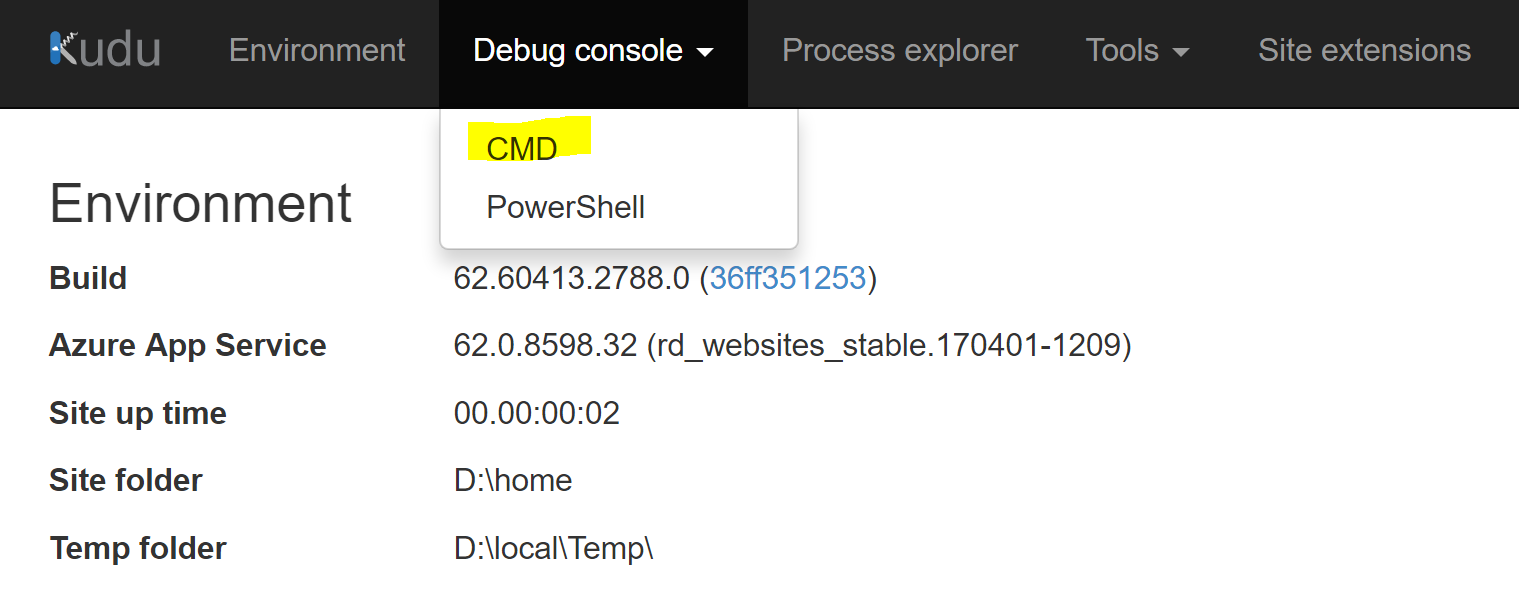 Kudu Environment Debug console Process explorer Tools Site extensions
CMD
PowerShell
Environment
Build 62.60413.2788.0 (36ff351253)
Azure App Service 62.0.8598.32 (rd_websites_stable.170401-1209)
Site up time 00.00:00:02
Site folder D:\home
Temp folder D:\local\Temp\